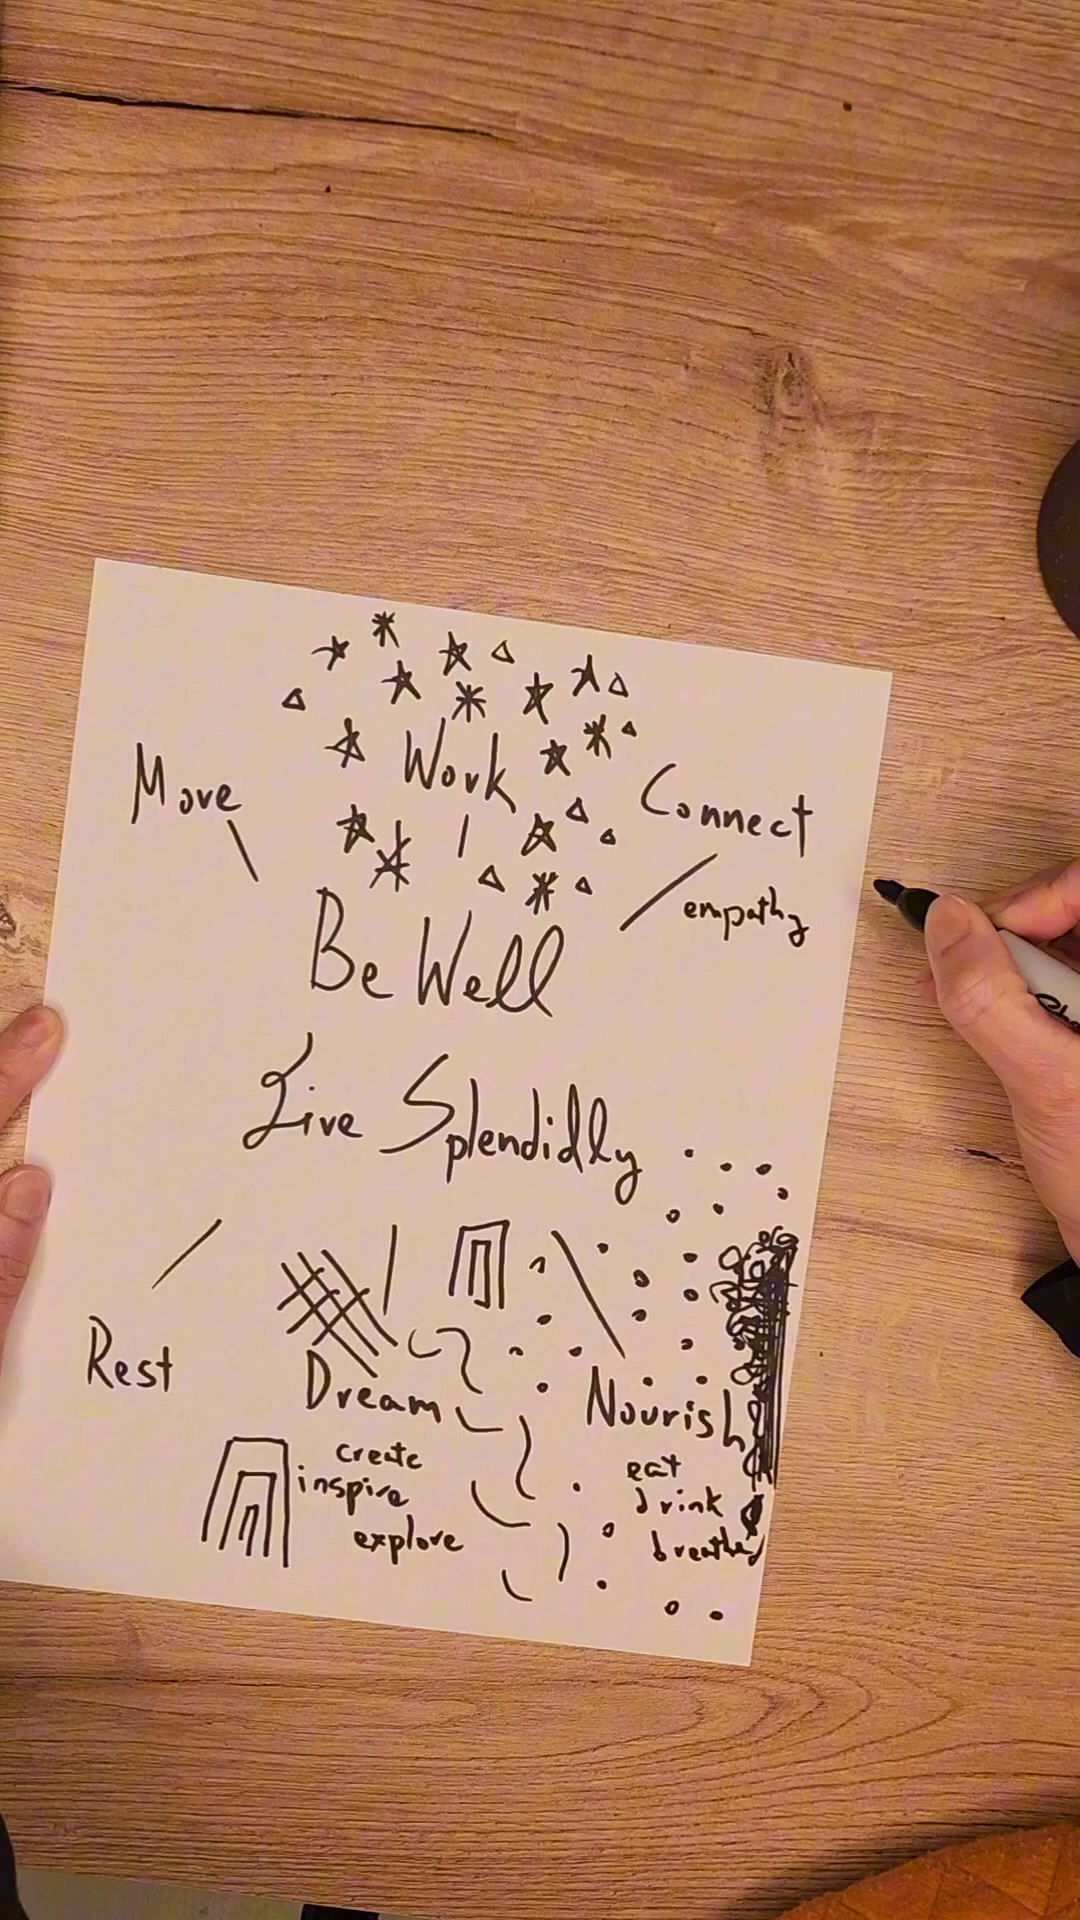 Work
Move
Connect
empathy
Be Well
Live Splendidly
Rest
Dream
create
inspire
explore
Nourish
eat
drink
breathe